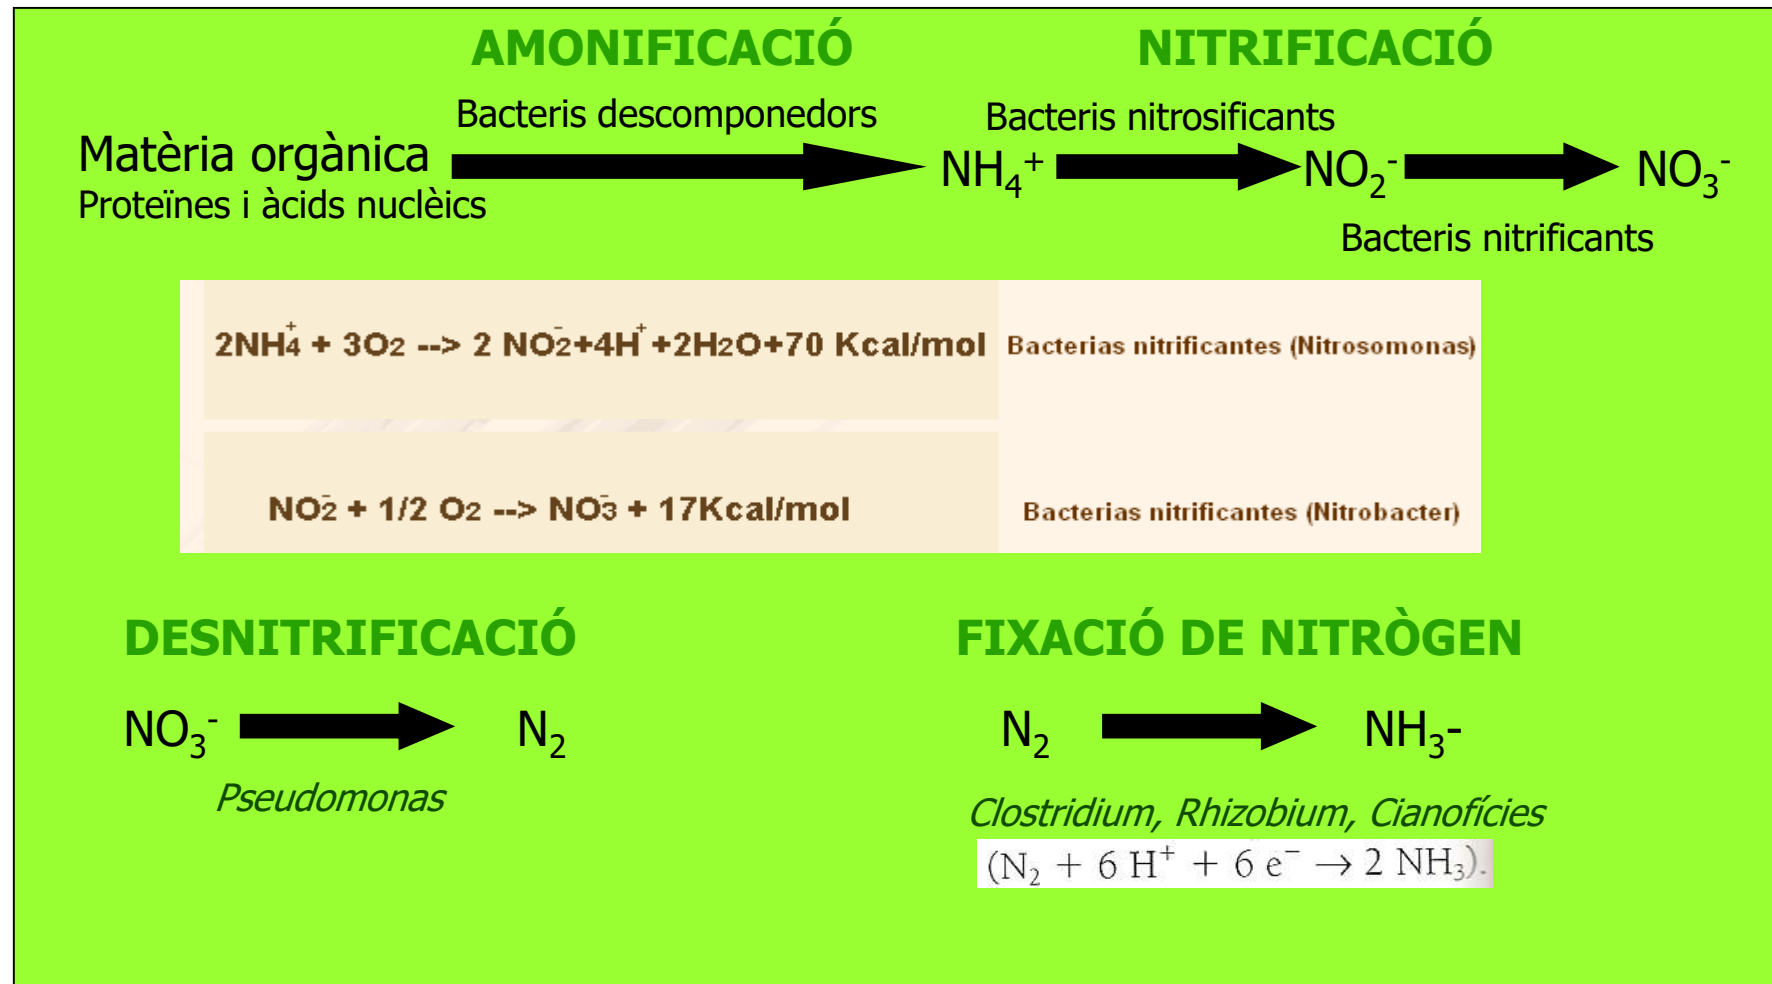 AMONIFICACIÓ NITRIFICACIÓ
Bacteris descomponedors Bacteris nitrosificants
Matèria orgànica NH₄⁺ NO₂⁻ NO₃⁻
Proteïnes i àcids nuclèics
Bacteris nitrificants
2NH₄⁺ + 3O₂ --> 2 NO₂⁻+4H⁺+2H₂O+70 Kcal/mol Bacterias nitrificantes (Nitrosomonas)
NO₂⁻ + 1/2 O₂ --> NO₃⁻ + 17Kcal/mol Bacterias nitrificantes (Nitrobacter)
DESNITRIFICACIÓ FIXACIÓ DE NITRÒGEN
NO₃⁻ N₂ N₂ NH₃-
Pseudomonas
Clostridium, Rhizobium, Cianofícies
(N₂ + 6 H⁺ + 6 e⁻ → 2 NH₃).